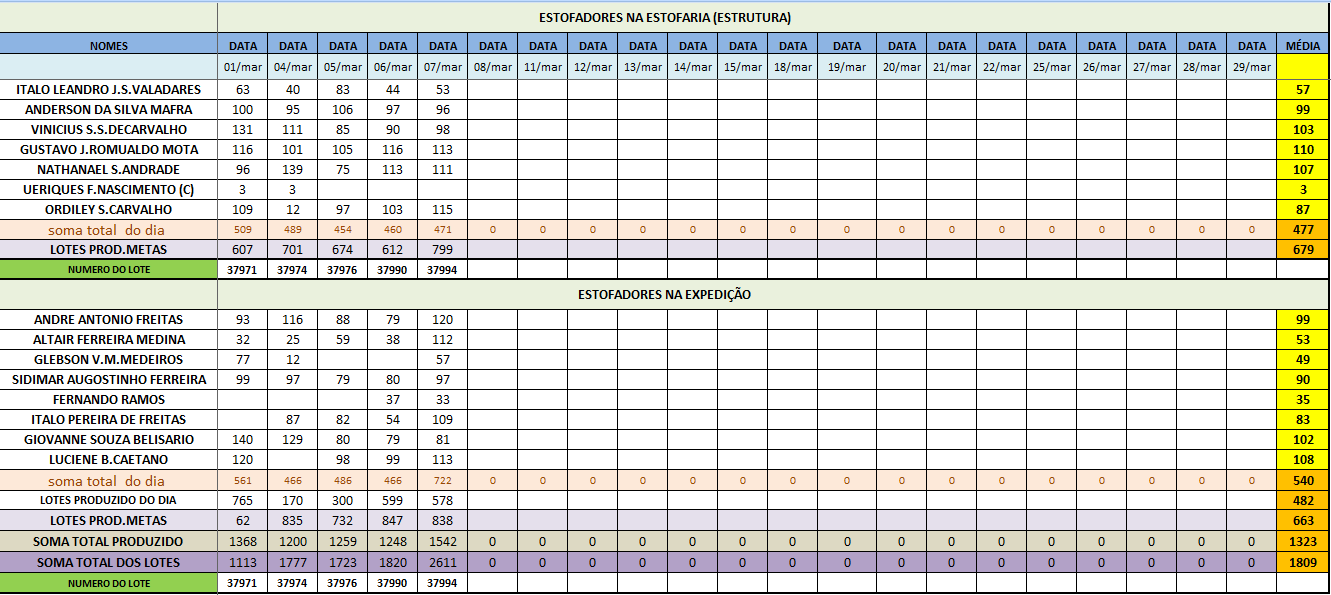 ESTOFADORES NA ESTOFARIA (ESTRUTURA)
NOMES DATA DATA DATA DATA DATA DATA DATA DATA DATA DATA DATA DATA DATA DATA DATA DATA DATA DATA DATA DATA DATA MÉDIA
01/mar 04/mar 05/mar 06/mar 07/mar 08/mar 11/mar 12/mar 13/mar 14/mar 15/mar 18/mar 19/mar 20/mar 21/mar 22/mar 25/mar 26/mar 27/mar 28/mar 29/mar
ITALO LEANDRO J.S.VALADARES 63 40 83 44 53 57
ANDERSON DA SILVA MAFRA 100 95 106 97 96 99
VINICIUS S.S.DECARVALHO 131 111 85 90 98 103
GUSTAVO J.ROMUALDO MOTA 116 101 105 116 113 110
NATHANAEL S.ANDRADE 96 139 75 113 111 107
UERIQUES F.NASCIMENTO (C) 3 3 3
ORDILEY S.CARVALHO 109 12 97 103 115 87
soma total do dia 509 489 454 460 471 0 0 0 0 0 0 0 0 0 0 0 0 0 0 0 0 477
LOTES PROD.METAS 607 701 674 612 799 679
NUMERO DO LOTE 37971 37974 37976 37990 37994
ESTOFADORES NA EXPEDIÇÃO
ANDRE ANTONIO FREITAS 93 116 88 79 120 99
ALTAIR FERREIRA MEDINA 32 25 59 38 112 53
GLEBSON V.M.MEDEIROS 77 12 57 49
SIDIMAR AUGOSTINHO FERREIRA 99 97 79 80 97 90
FERNANDO RAMOS 37 33 35
ITALO PEREIRA DE FREITAS 87 82 54 109 83
GIOVANNE SOUZA BELISARIO 140 129 80 79 81 102
LUCIENE B.CAETANO 120 98 99 113 108
soma total do dia 561 466 486 466 722 0 0 0 0 0 0 0 0 0 0 0 0 0 0 0 0 540
LOTES PRODUZIDO DO DIA 765 170 300 599 578 482
LOTES PROD.METAS 62 835 732 847 838 663
SOMA TOTAL PRODUZIDO 1368 1200 1259 1248 1542 0 0 0 0 0 0 0 0 0 0 0 0 0 0 0 0 1323
SOMA TOTAL DOS LOTES 1113 1777 1723 1820 2611 0 0 0 0 0 0 0 0 0 0 0 0 0 0 0 0 1809
NUMERO DO LOTE 37971 37974 37976 37990 37994